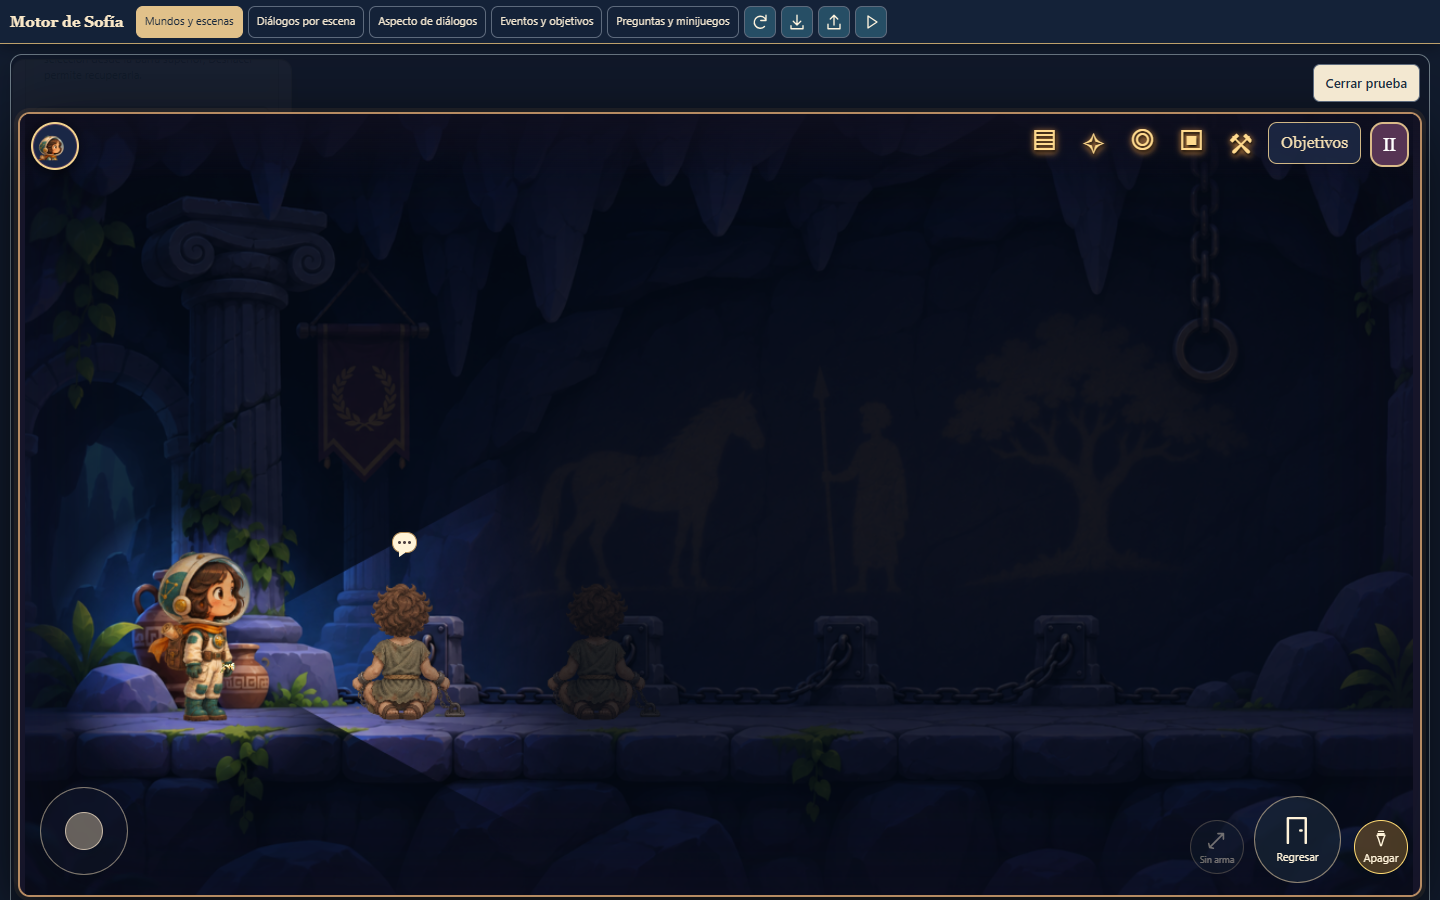 Motor de Sofía
Mundos y escenas
Diálogos por escena
Aspecto de diálogos
Eventos y objetivos
Preguntas y minijuegos
Cerrar prueba
Objetivos
II
Sin arma
Regresar
Apagar